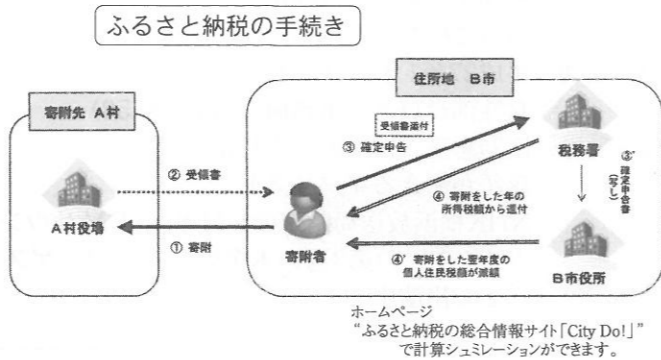 ふるさと納税の手続き
寄附先 A村
住所地 B市
受領書添付
③ 確定申告
税務署
② 受領書
③’ 確定申告書
(写し)
④ 寄附をした年の
所得税額から還付
A村役場
① 寄附
寄附者
④’ 寄附をした翌年度の
個人住民税額が減額
B市役所
ホームページ
“ふるさと納税の総合情報サイト「City Do!」”
で計算シュミレーションができます。